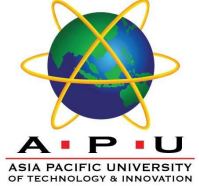 A·P·U
ASIA PACIFIC UNIVERSITY
OF TECHNOLOGY & INNOVATION